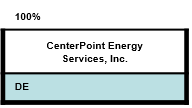 100%
CenterPoint Energy
Services, Inc.
DE